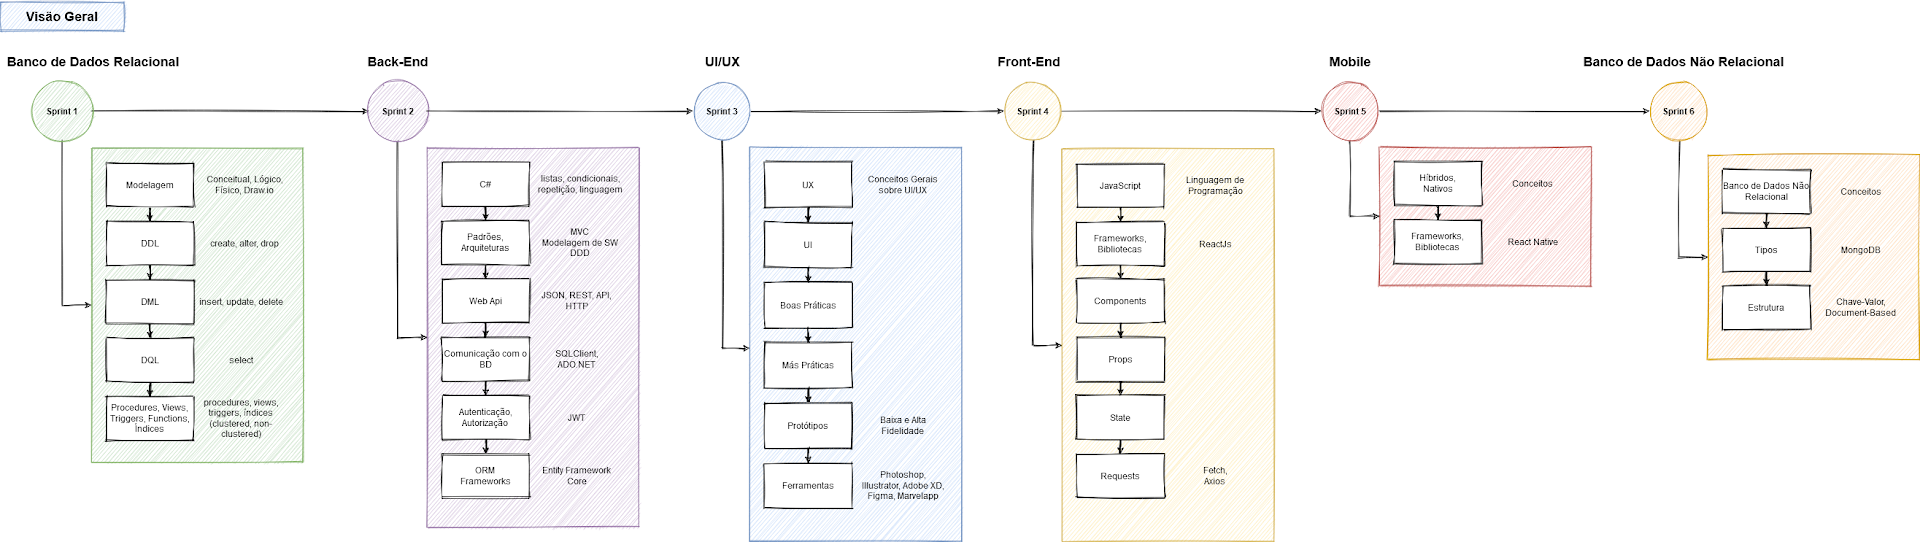 Visão Geral
Banco de Dados Relacional
Back-End
UI/UX
Front-End
Mobile
Banco de Dados Não Relacional
Sprint 1
Sprint 2
Sprint 3
Sprint 4
Sprint 5
Sprint 6
Modelagem
Conceitual, Lógico,
Físico, Draw.io
DDL
create, alter, drop
DML
insert, update, delete
DQL
select
Procedures, Views,
Triggers, Functions,
Índices
procedures, views,
triggers, índices
(clustered, non-
clustered)
C#
listas, condicionais,
repetição, linguagem
Padrões,
Arquiteturas
MVC
Modelagem de SW
DDD
Web Api
JSON, REST, API,
HTTP
Comunicação com o
BD
SQLClient,
ADO.NET
Autenticação,
Autorização
JWT
ORM
Frameworks
Entity Framework
Core
UX
Conceitos Gerais
sobre UI/UX
UI
Boas Práticas
Más Práticas
Protótipos
Baixa e Alta
Fidelidade
Ferramentas
Photoshop,
Illustrator, Adobe XD,
Figma, Marvelapp
JavaScript
Linguagem de
Programação
Frameworks,
Bibliotecas
ReactJs
Components
Props
State
Requests
Fetch,
Axios
Híbridos,
Nativos
Conceitos
Frameworks,
Bibliotecas
React Native
Banco de Dados Não
Relacional
Conceitos
Tipos
MongoDB
Estrutura
Chave-Valor,
Document-Based